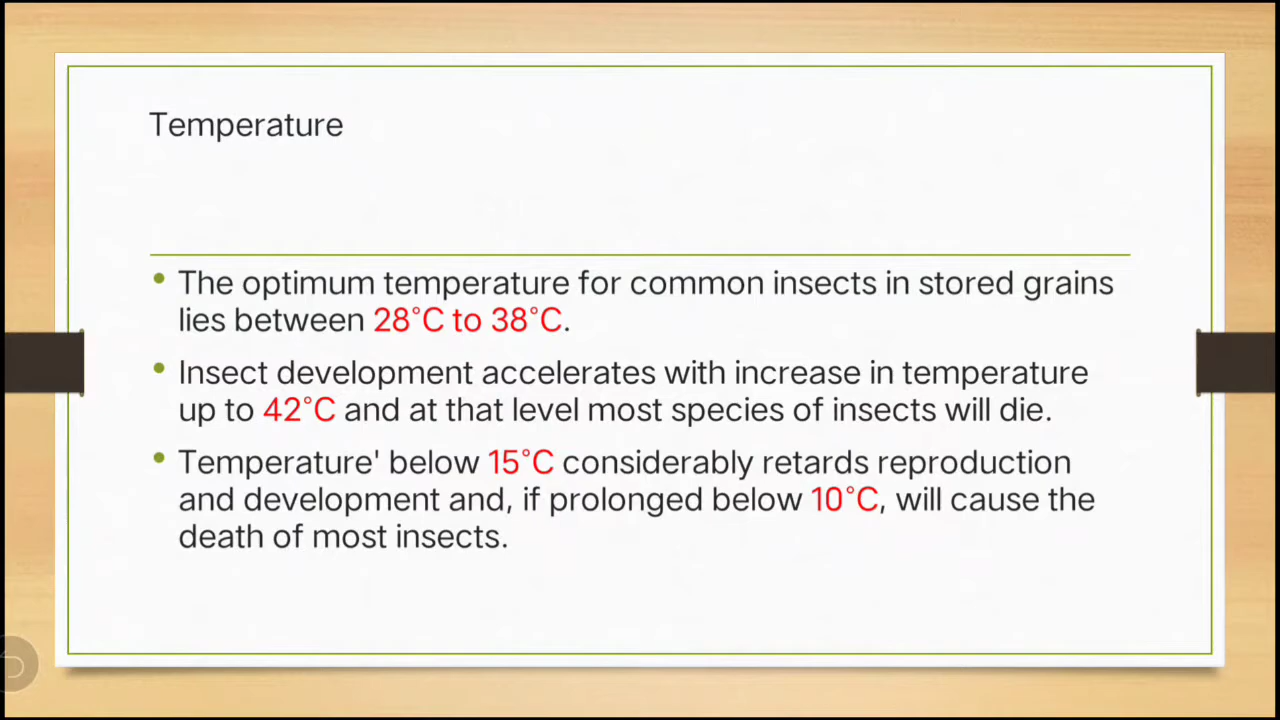 Temperature
• The optimum temperature for common insects in stored grains
lies between 28°C to 38°C.
• Insect development accelerates with increase in temperature
up to 42°C and at that level most species of insects will die.
• Temperature' below 15°C considerably retards reproduction
and development and, if prolonged below 10°C, will cause the
death of most insects.